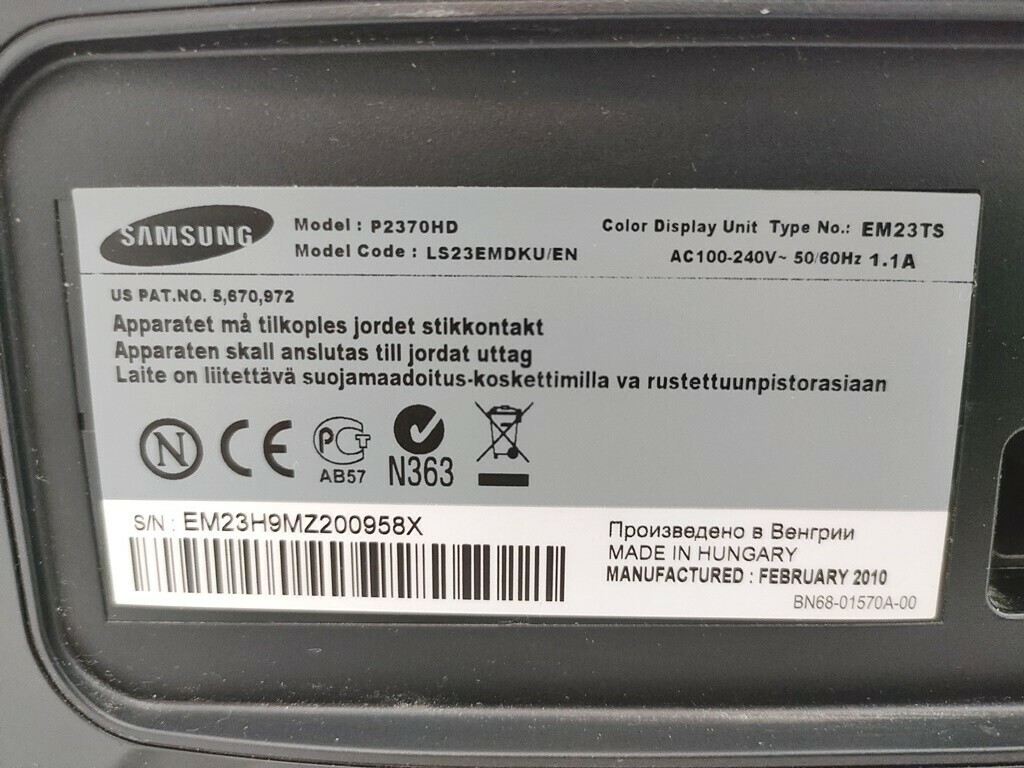 SAMSUNG
Model : P2370HD
Model Code : LS23EMDKU/EN
Color Display Unit Type No.: EM23TS
AC100-240V~ 50/60Hz 1.1A
US PAT.NO. 5,670,972
Apparatet må tilkoples jordet stikkontakt
Apparaten skall anslutas till jordat uttag
Laite on liitettävä suojamaadoitus-koskettimilla va rustettuunpistorasiaan
N CE PCT
AB57 N363
S/N : EM23H9MZ200958X
Произведено в Венгрии
MADE IN HUNGARY
MANUFACTURED : FEBRUARY 2010
BN68-01570A-00